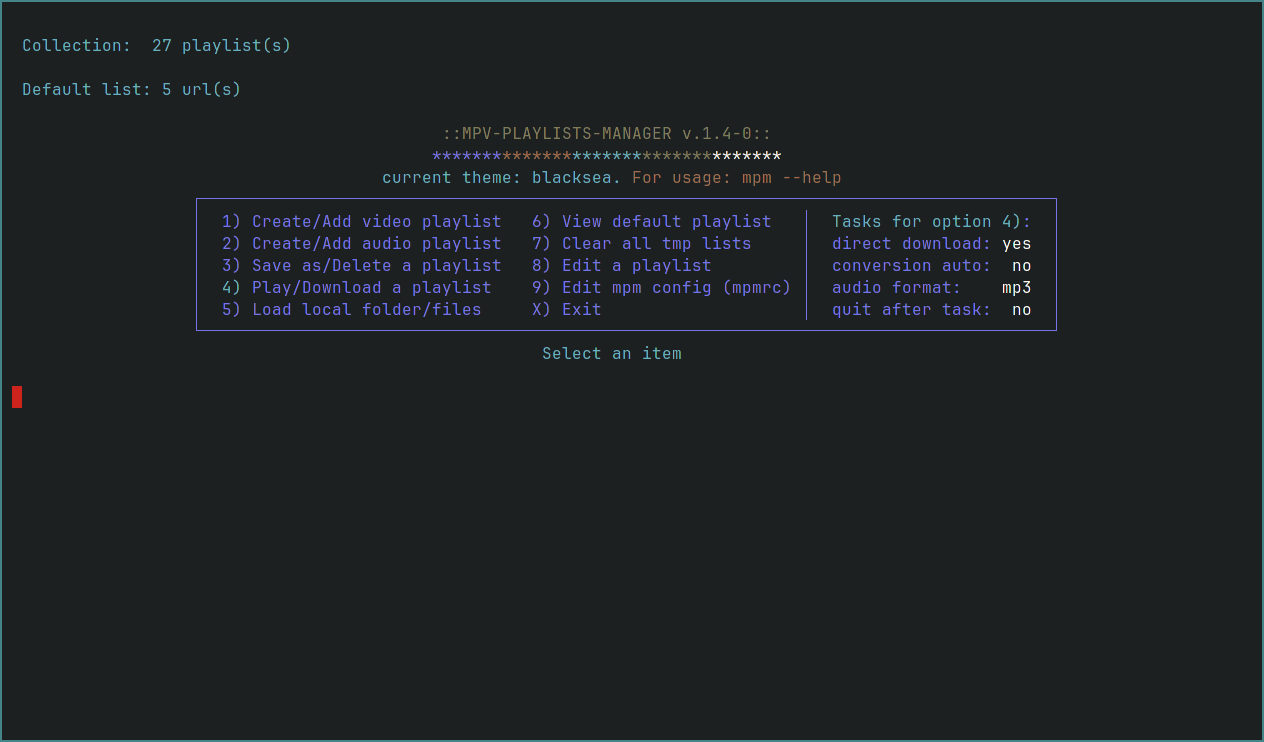 Collection:  27 playlist(s)
Default list: 5 url(s)
::MPV-PLAYLISTS-MANAGER v.1.4-0::
***********************************
current theme: blacksea. For usage: mpm --help
1) Create/Add video playlist   6) View default playlist   Tasks for option 4):
2) Create/Add audio playlist   7) Clear all tmp lists   direct download: yes
3) Save as/Delete a playlist   8) Edit a playlist   conversion auto:  no
4) Play/Download a playlist   9) Edit mpm config (mpmrc)   audio format:    mp3
5) Load local folder/files   X) Exit   quit after task:  no
Select an item